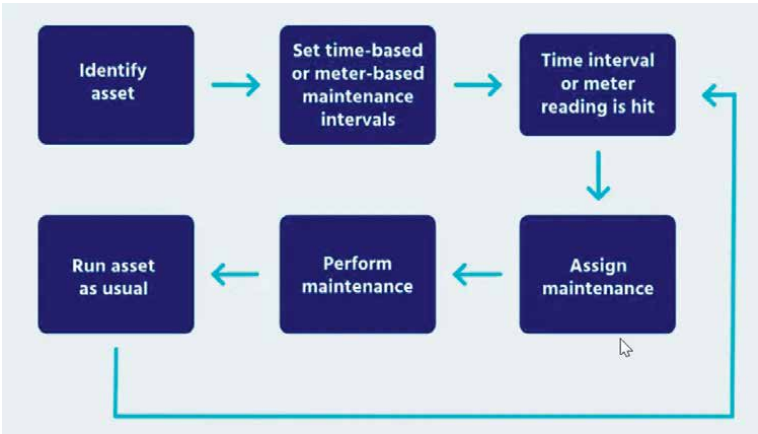 Identify
asset
Set time-based
or meter-based
maintenance
intervals
Time interval
or meter
reading is hit
Run asset
as usual
Perform
maintenance
Assign
maintenance